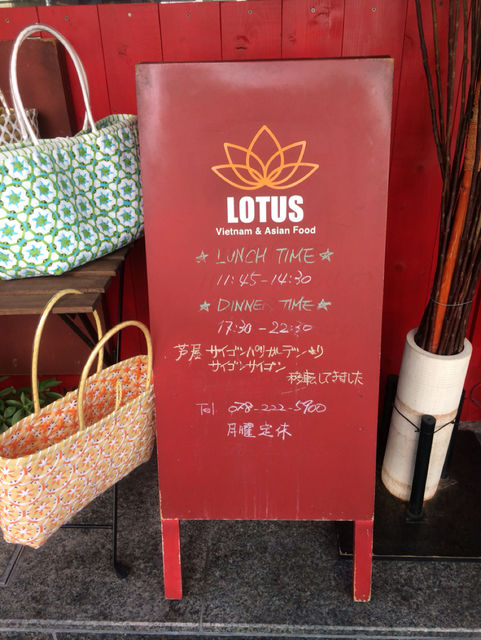 LOTUS
Vietnam & Asian Food
☆ LUNCH TIME ☆
11:45-14:30
☆ DINNER TIME ☆
17:30-22:30
芦屋 サイゴンパリガーデンより
サイゴンサイゴン
移転してきました
Tel 078-222-5900
月曜定休